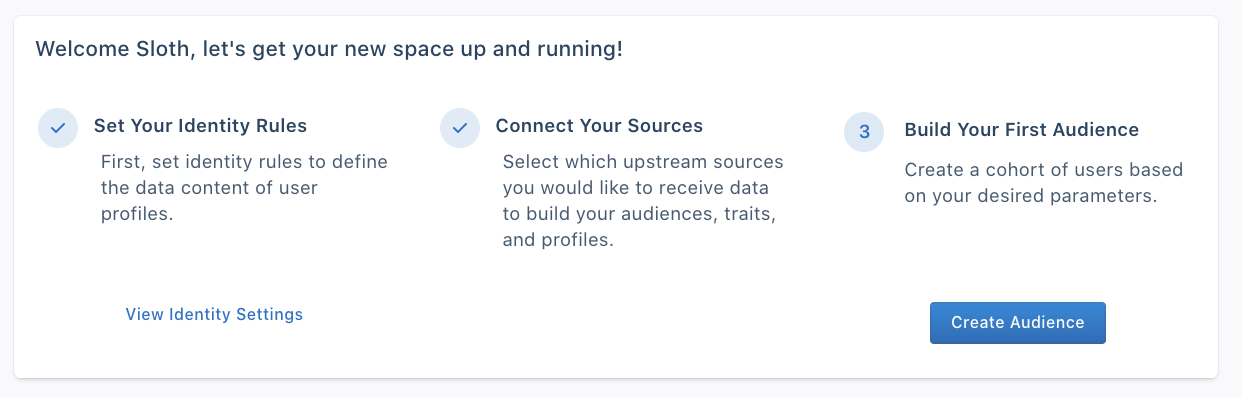 Welcome Sloth, let's get your new space up and running!
Set Your Identity Rules
First, set identity rules to define
the data content of user
profiles.
View Identity Settings
Connect Your Sources
Select which upstream sources
you would like to receive data
to build your audiences, traits,
and profiles.
3
Build Your First Audience
Create a cohort of users based
on your desired parameters.
Create Audience